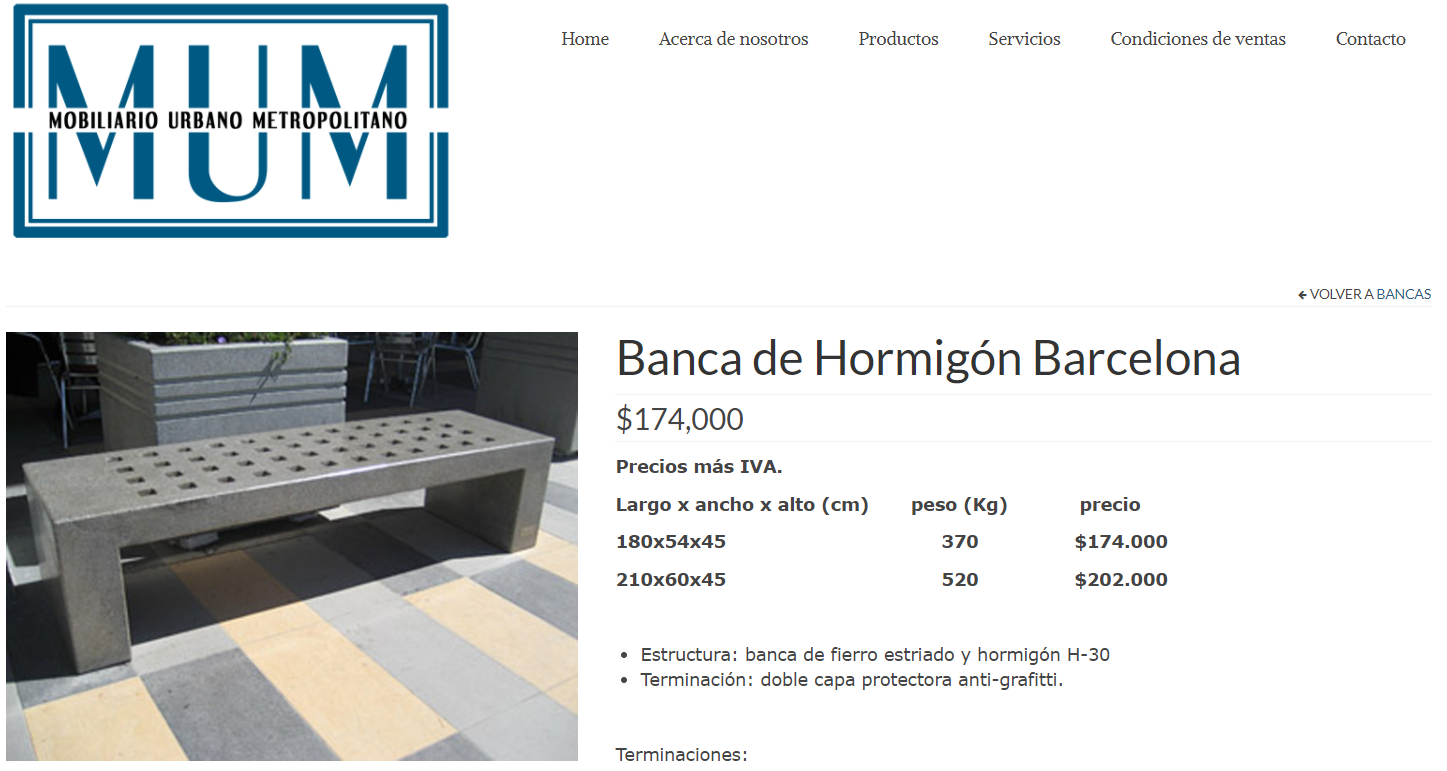 MUM
MOBILIARIO URBANO METROPOLITANO
Home Acerca de nosotros Productos Servicios Condiciones de ventas Contacto
VOLVER A BANCAS
Banca de Hormigón Barcelona
$174,000
Precios más IVA.
Largo x ancho x alto (cm) peso (Kg) precio
180x54x45 370 $174.000
210x60x45 520 $202.000
Estructura: banca de fierro estriado y hormigón H-30
Terminación: doble capa protectora anti-grafitti.
Terminaciones: